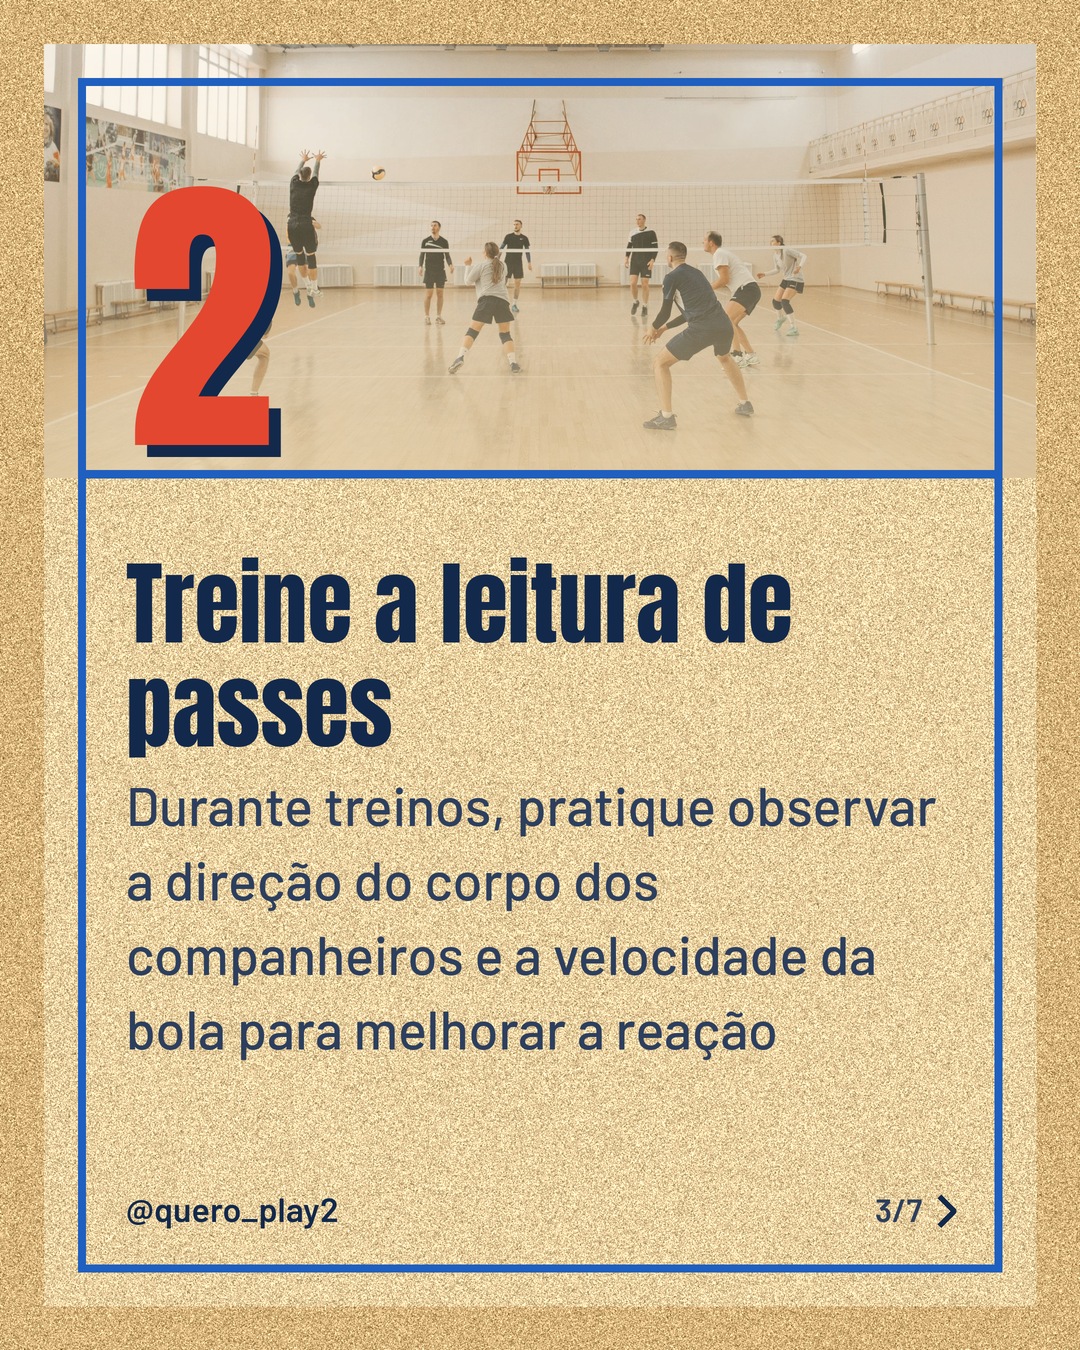 2
Treine a leitura de
passes
Durante treinos, pratique observar
a direção do corpo dos
companheiros e a velocidade da
bola para melhorar a reação
@quero_play2
3/7